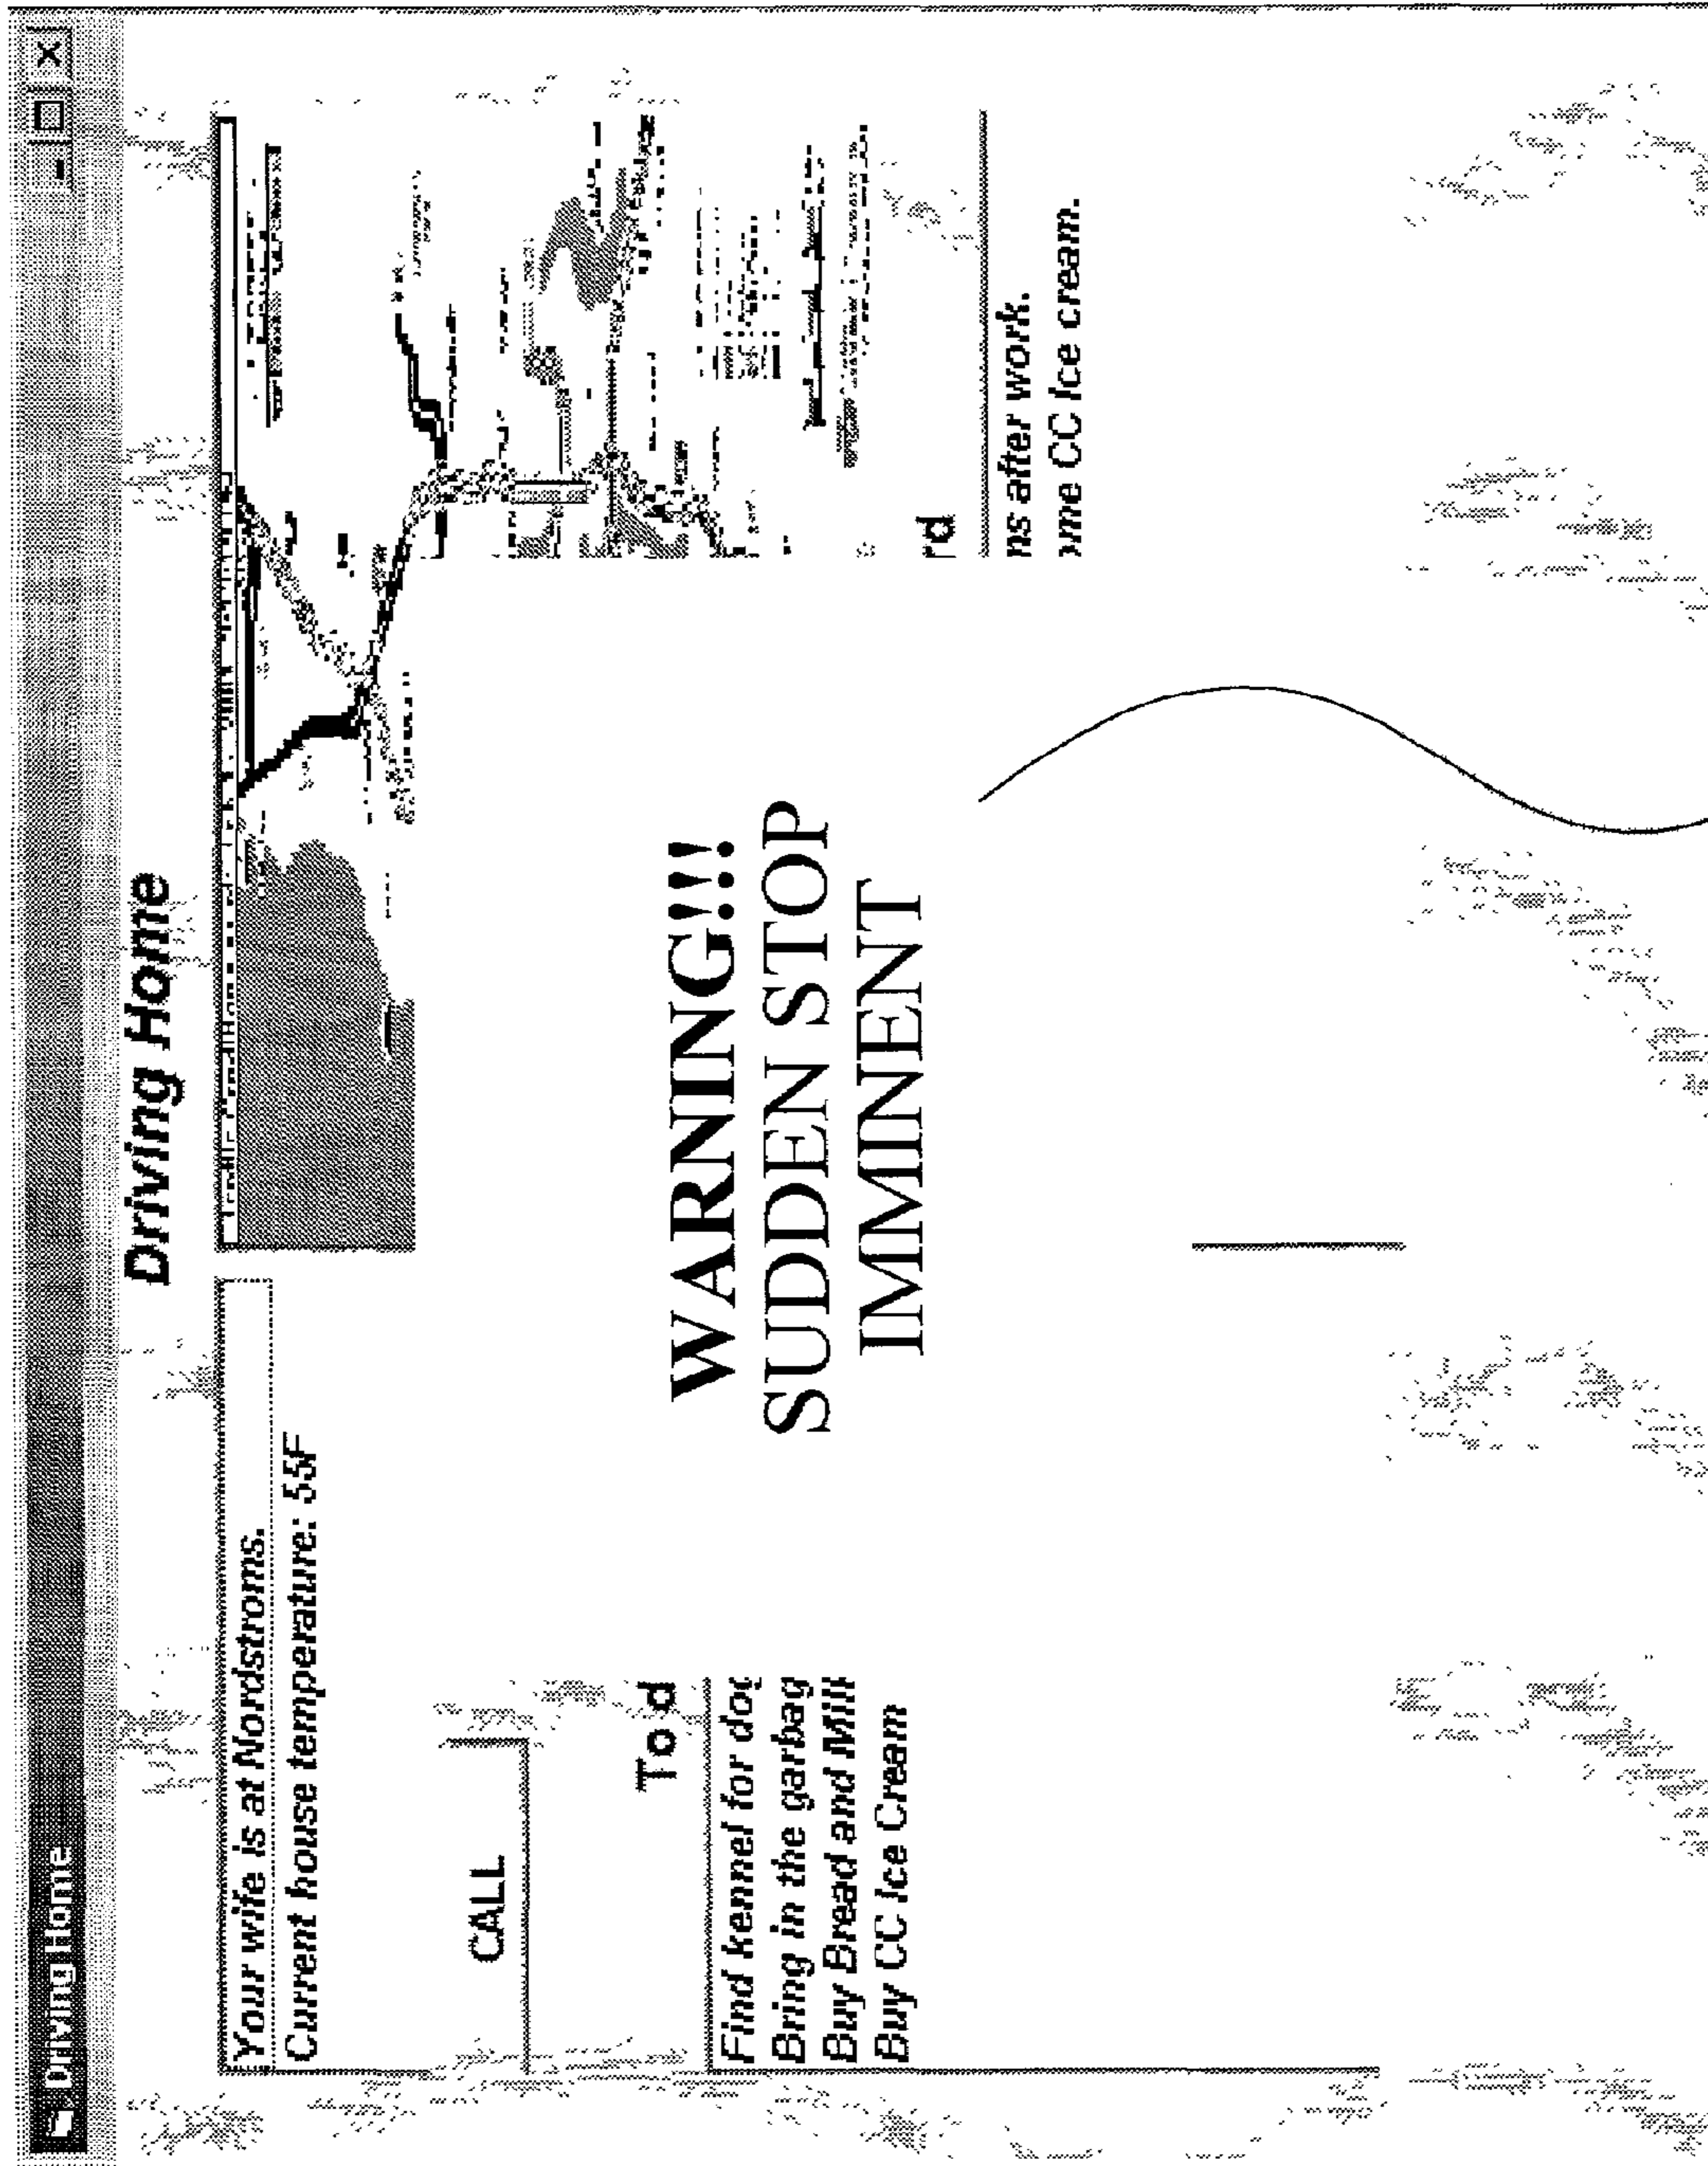 Driving Home
Driving Home
Your wife is at Nordstroms.
Current house temperature: 55F
CALL
To d
Find kennel for dog
Bring in the garbag
Buy Bread and Milk
Buy CC Ice Cream
WARNING!!!
SUDDEN STOP
IMMINENT
rd
ns after work.
ome CC Ice cream.